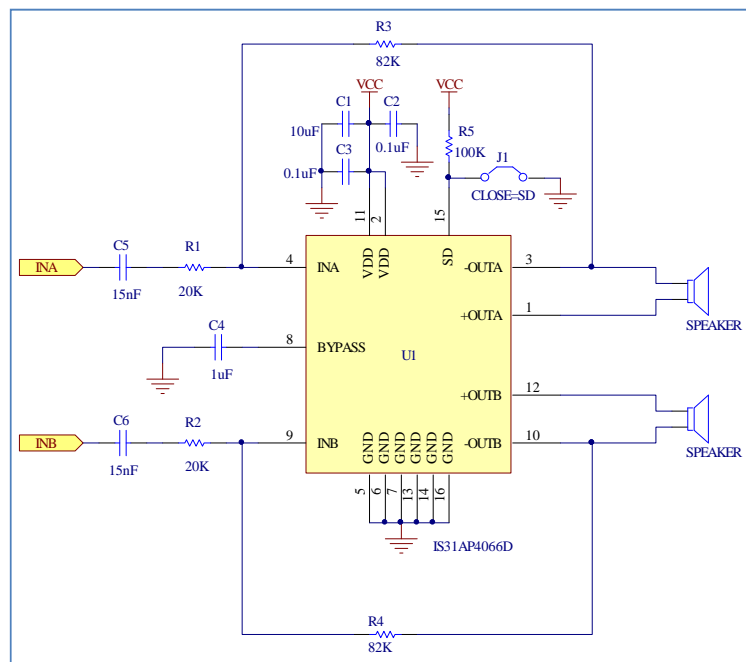 R3
82K
VCC
VCC
C1
C2
10uF
0.1uF
R5
100K
C3
0.1uF
J1
CLOSE=SD
11
2
15
INA
C5
15nF
R1
20K
4
INA
VDD
VDD
SD
-OUTA
3
+OUTA
1
SPEAKER
C4
1uF
8
BYPASS
U1
+OUTB
12
INB
C6
15nF
R2
20K
9
INB
GND
GND
GND
GND
GND
GND
-OUTB
10
SPEAKER
5
6
7
13
14
16
IS31AP4066D
R4
82K